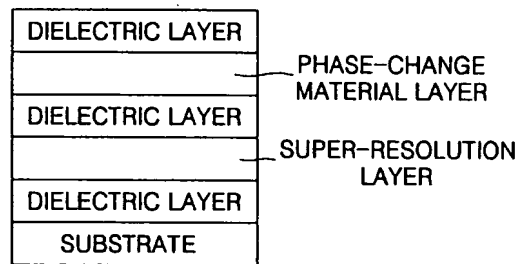 DIELECTRIC LAYER
PHASE-CHANGE
MATERIAL LAYER
DIELECTRIC LAYER
SUPER-RESOLUTION
LAYER
DIELECTRIC LAYER
SUBSTRATE